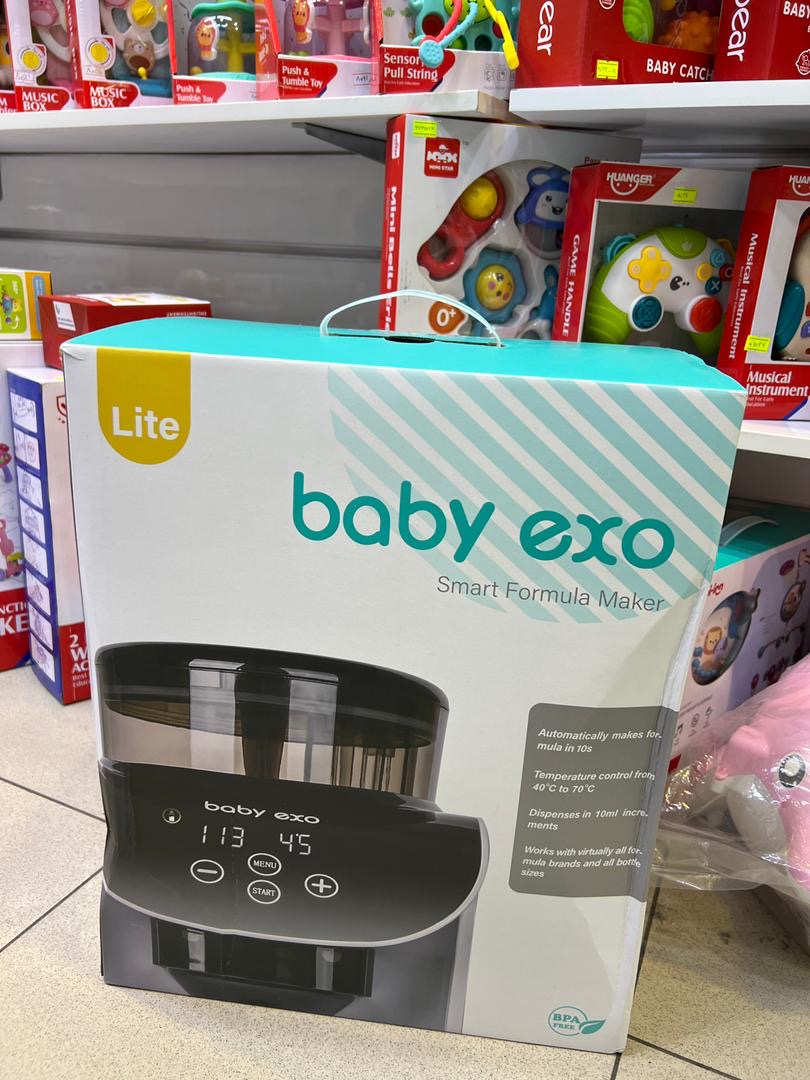 MUSIC
BOX
MUSIC
BOX
Push &
Tumble Toy
Push &
Tumble Toy
Sensory
Pull String
BABY CATCH
BABY
MINI STAR
0+
HUANGER
GAME HANDLE
HUANGER
Musical Instrument
Musical
Instrument
Lite
baby exo
Smart Formula Maker
Automatically makes for-
mula in 10s
Temperature control from
40°C to 70°C
Dispenses in 10ml incre-
ments
Works with virtually all for-
mula brands and all bottle
sizes
baby exo
113 45
MENU
START
BPA
FREE